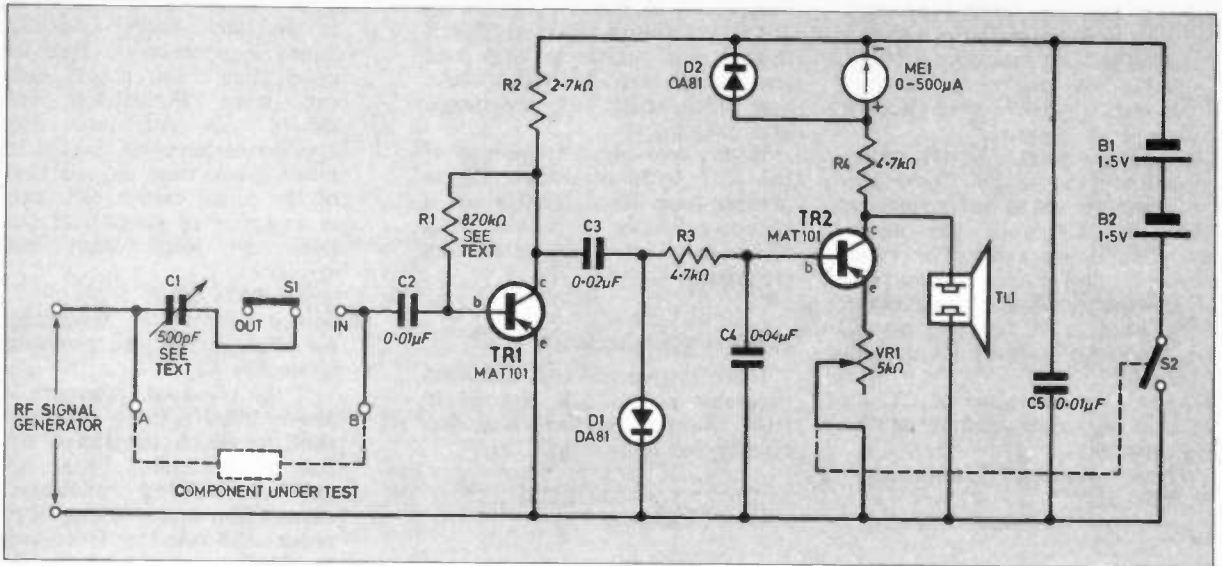 R2
2·7kΩ
D2
OA81
ME1
0–500μA
−
+
R4
4·7kΩ
B1
1·5V
B2
1·5V
R1
820kΩ
SEE
TEXT
C3
0·02μF
R3
4·7kΩ
TR2
MAT101
c
b
e
TL1
C1
500pF
SEE
TEXT
S1
OUT
IN
C2
0·01μF
c
b
e
TR1
MAT101
C4
0·04μF
VR1
5kΩ
S2
C5
0·01μF
D1
DA81
RF SIGNAL
GENERATOR
A
B
COMPONENT UNDER TEST